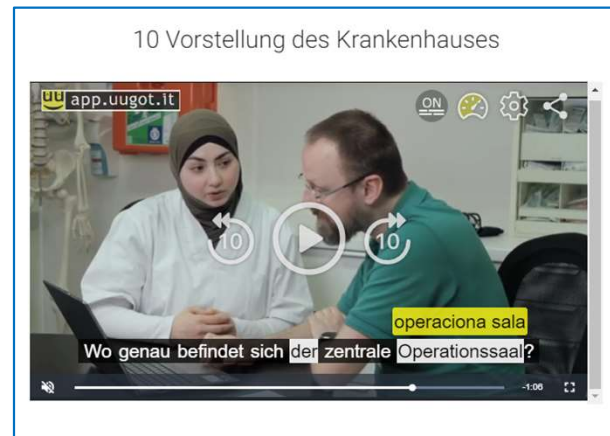 10 Vorstellung des Krankenhauses
uu app.uugot.it
ON
10
10
operaciona sala
Wo genau befindet sich der zentrale Operationssaal?
-1:06